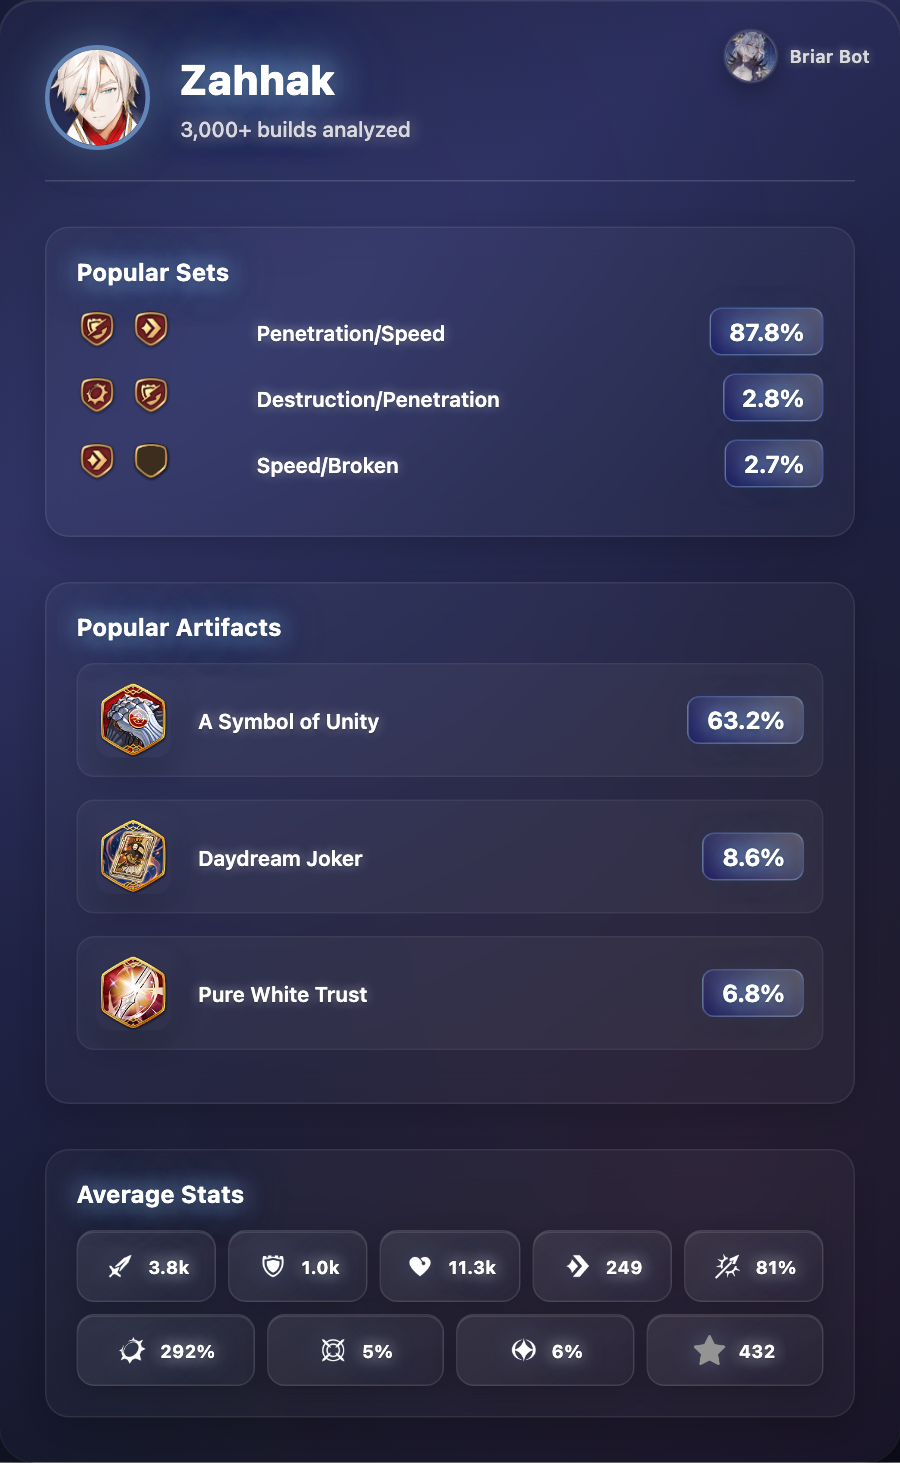 Zahhak
3,000+ builds analyzed
Briar Bot
Popular Sets
Penetration/Speed
87.8%
Destruction/Penetration
2.8%
Speed/Broken
2.7%
Popular Artifacts
A Symbol of Unity
63.2%
Daydream Joker
8.6%
Pure White Trust
6.8%
Average Stats
3.8k
1.0k
11.3k
249
81%
292%
5%
6%
432